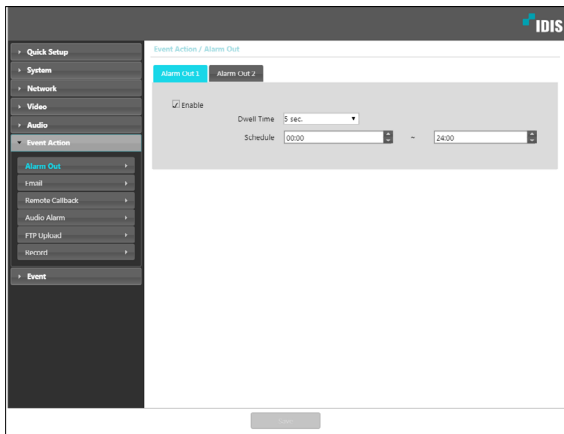 IDIS
Quick Setup
System
Network
Video
Audio
Event Action
Alarm Out
Email
Remote Callback
Audio Alarm
FTP Upload
Record
Event
Event Action / Alarm Out
Alarm Out 1 Alarm Out 2
Enable
Dwell Time 5 sec.
Schedule 00:00 ~ 24:00